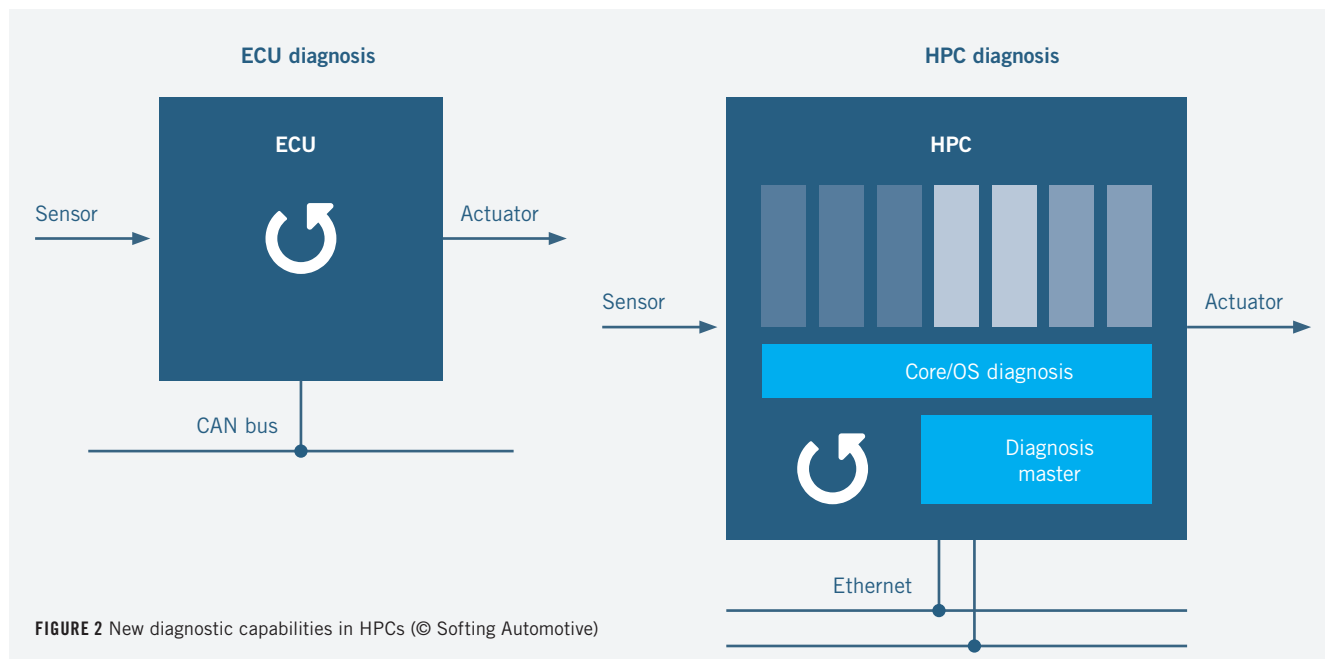 ECU diagnosis
ECU
Sensor
Actuator
CAN bus
HPC diagnosis
HPC
Sensor
Actuator
Core/OS diagnosis
Diagnosis
master
Ethernet
FIGURE 2 New diagnostic capabilities in HPCs (© Softing Automotive)